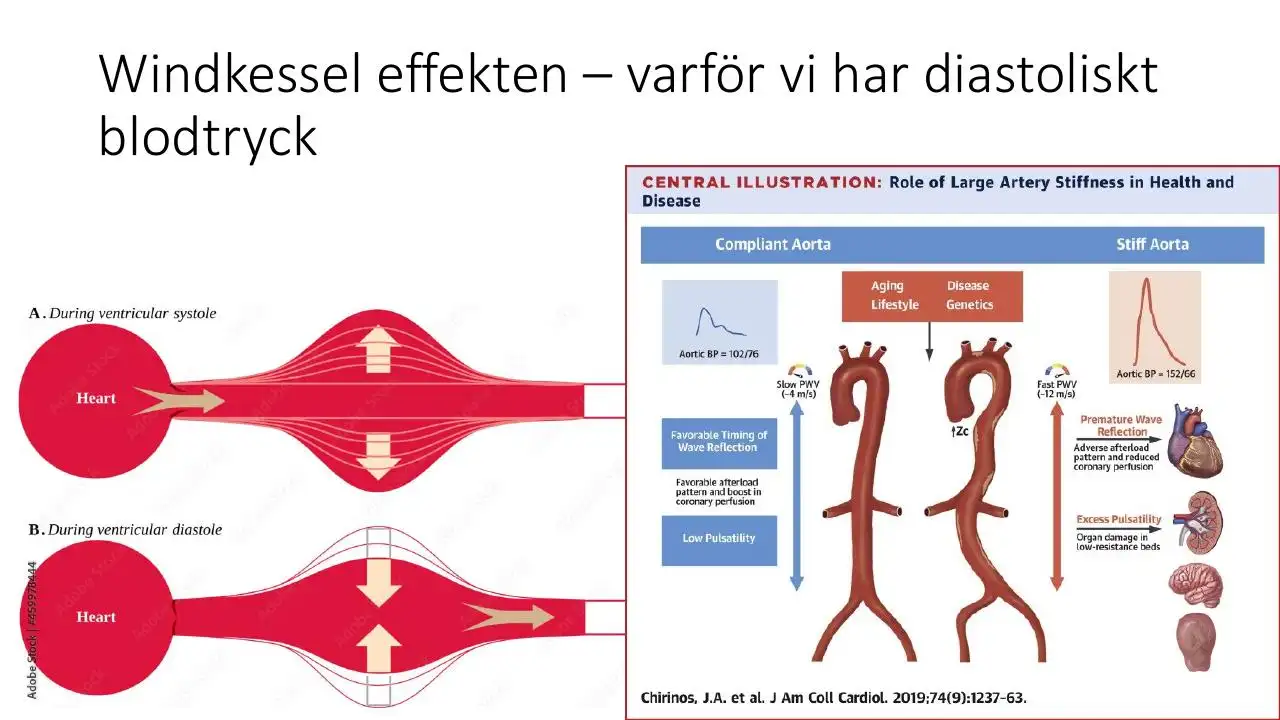 Windkessel effekten – varför vi har diastoliskt
blodtryck
A. During ventricular systole
Heart
B. During ventricular diastole
Heart
Adobe Stock | #459978444
CENTRAL ILLUSTRATION: Role of Large Artery Stiffness in Health and
Disease
Compliant Aorta
Stiff Aorta
Aging
Lifestyle
Disease
Genetics
Aortic BP = 102/76
Aortic BP = 152/66
Slow PWV
(~4 m/s)
Fast PWV
(~12 m/s)
↑Zc
Favorable Timing of
Wave Reflection
Favorable afterload
pattern and boost in
coronary perfusion
Low Pulsatility
Premature Wave
Reflection
Adverse afterload
pattern and reduced
coronary perfusion
Excess Pulsatility
Organ damage in
low-resistance beds
Chirinos, J.A. et al. J Am Coll Cardiol. 2019;74(9):1237–63.